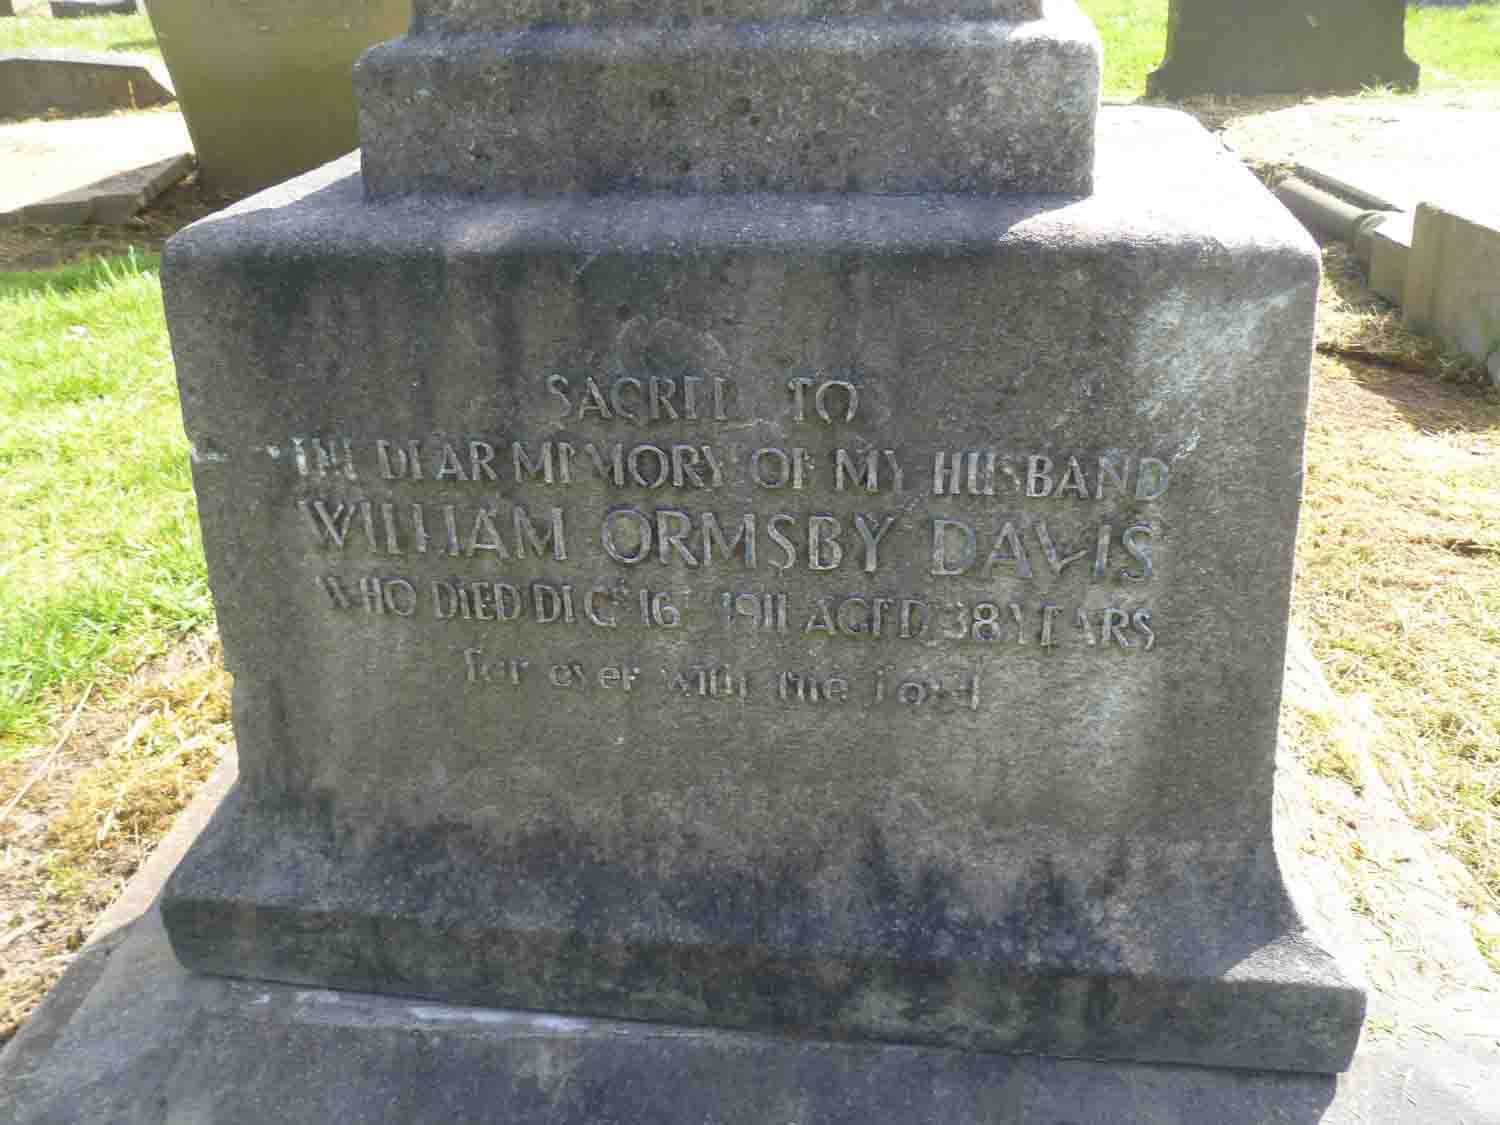 SACRED TO
THE DEAR MEMORY OF MY HUSBAND
WILLIAM ORMSBY DAVIS
WHO DIED DEC 16TH 1911 AGED 38 YEARS
For ever with the Lord